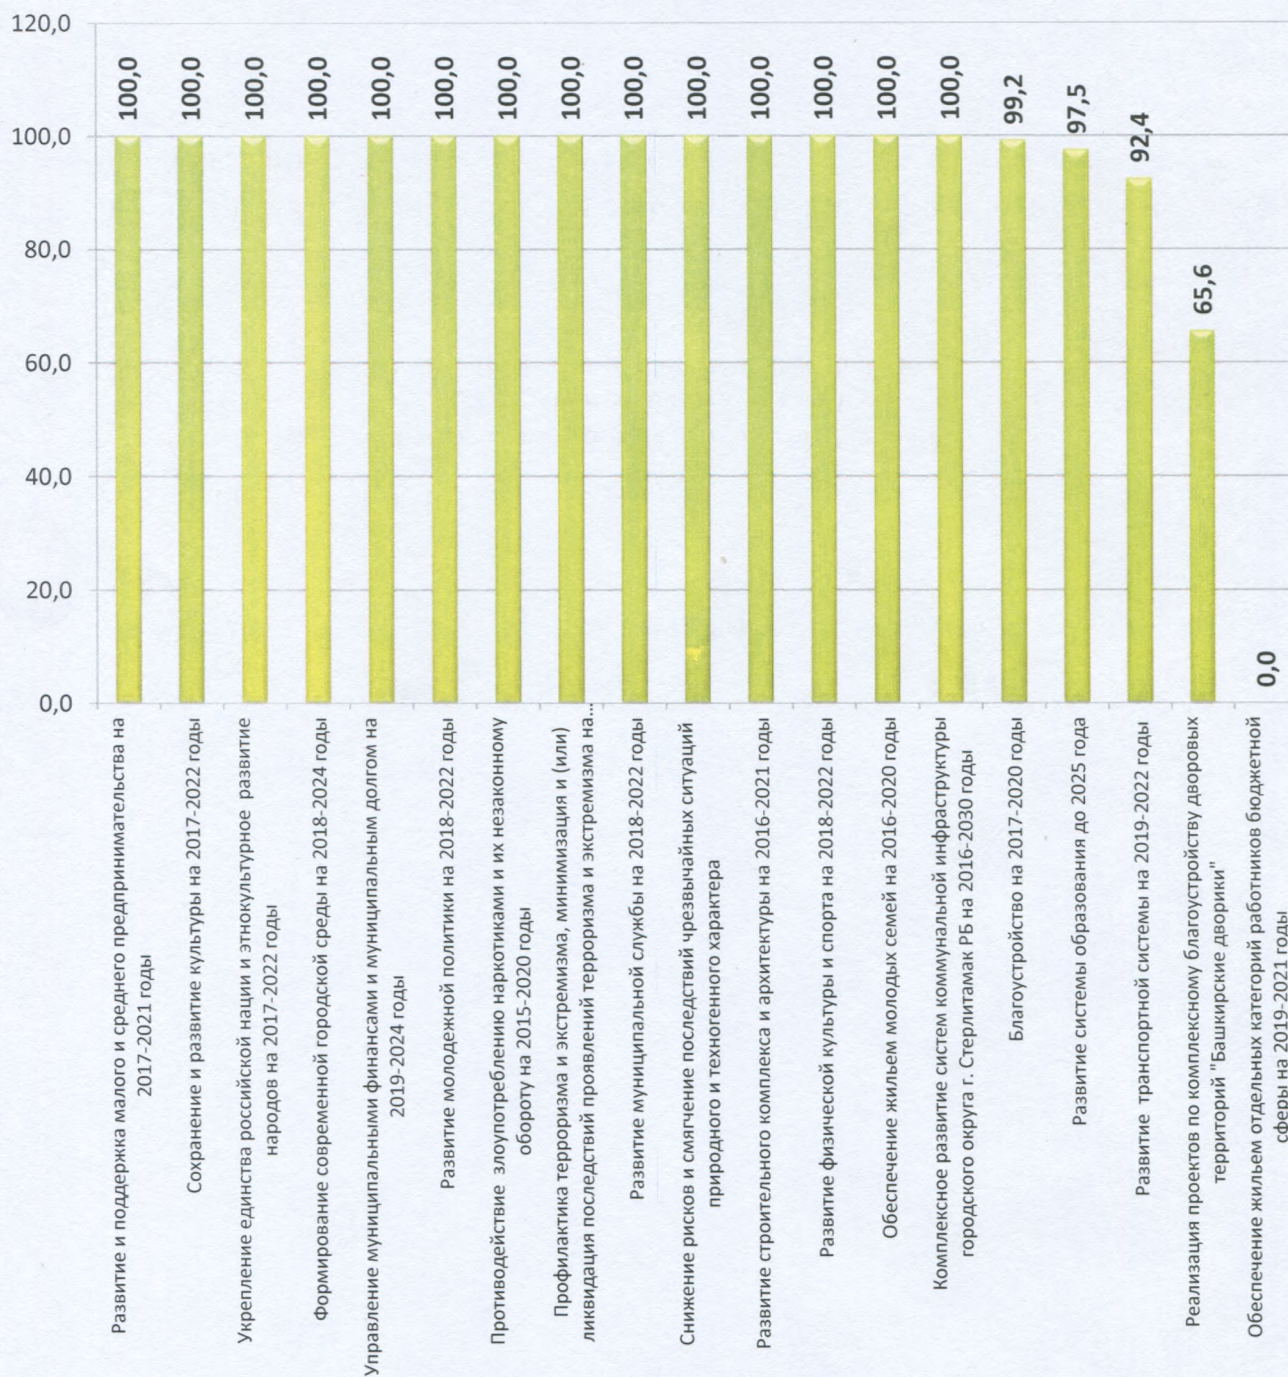 120,0
100,0
80,0
60,0
40,0
20,0
0,0
100,0
100,0
100,0
100,0
100,0
100,0
100,0
100,0
100,0
100,0
100,0
100,0
100,0
100,0
99,2
97,5
92,4
65,6
0,0
Развитие и поддержка малого и среднего предпринимательства на
2017-2021 годы
Сохранение и развитие культуры на 2017-2022 годы
Укрепление единства российской нации и этнокультурное развитие
народов на 2017-2022 годы
Формирование современной городской среды на 2018-2024 годы
Управление муниципальными финансами и муниципальным долгом на
2019-2024 годы
Развитие молодежной политики на 2018-2022 годы
Противодействие злоупотреблению наркотиками и их незаконному
обороту на 2015-2020 годы
Профилактика терроризма и экстремизма, минимизация и (или)
ликвидация последствий проявлений терроризма и экстремизма на...
Развитие муниципальной службы на 2018-2022 годы
Снижение рисков и смягчение последствий чрезвычайных ситуаций
природного и техногенного характера
Развитие строительного комплекса и архитектуры на 2016-2021 годы
Развитие физической культуры и спорта на 2018-2022 годы
Обеспечение жильем молодых семей на 2016-2020 годы
Комплексное развитие систем коммунальной инфраструктуры
городского округа г. Стерлитамак РБ на 2016-2030 годы
Благоустройство на 2017-2020 годы
Развитие системы образования до 2025 года
Развитие транспортной системы на 2019-2022 годы
Реализация проектов по комплексному благоустройству дворовых
территорий "Башкирские дворики"
Обеспечение жильем отдельных категорий работников бюджетной
сферы на 2019-2021 годы